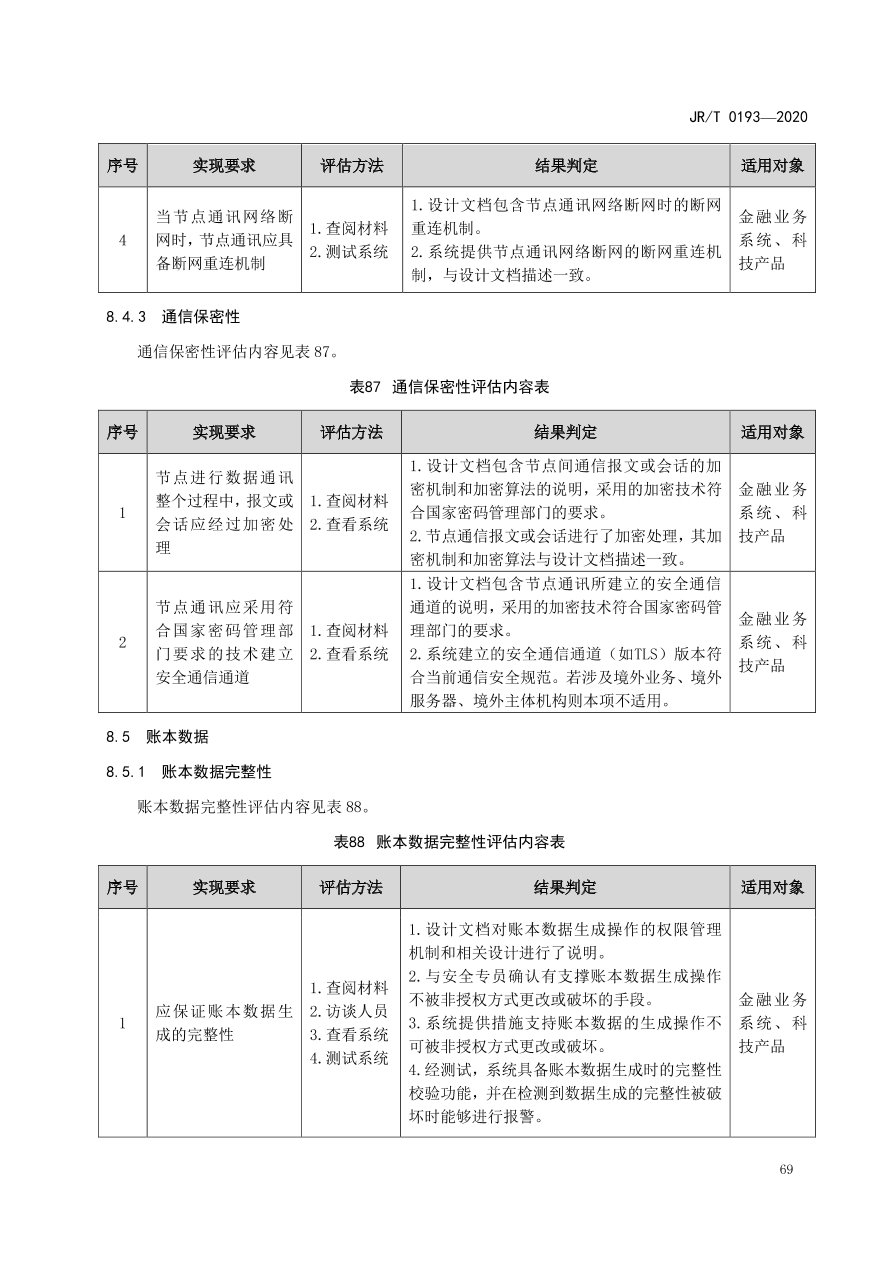 JR/T 0193—2020
序号 实现要求 评估方法 结果判定 适用对象
4
当节点通讯网络断
网时，节点通讯应具
备断网重连机制
1.查阅材料
2.测试系统
1.设计文档包含节点通讯网络断网时的断网
重连机制。
2.系统提供节点通讯网络断网的断网重连机
制，与设计文档描述一致。
金融业务
系统、科
技产品
8.4.3 通信保密性
通信保密性评估内容见表 87。
表87 通信保密性评估内容表
序号 实现要求 评估方法 结果判定 适用对象
1
节点进行数据通讯
整个过程中，报文或
会话应经过加密处
理
1.查阅材料
2.查看系统
1.设计文档包含节点间通信报文或会话的加
密机制和加密算法的说明，采用的加密技术符
合国家密码管理部门的要求。
2.节点通信报文或会话进行了加密处理，其加
密机制和加密算法与设计文档描述一致。
金融业务
系统、科
技产品
2
节点通讯应采用符
合国家密码管理部
门要求的技术建立
安全通信通道
1.查阅材料
2.查看系统
1.设计文档包含节点通讯所建立的安全通信
通道的说明，采用的加密技术符合国家密码管
理部门的要求。
2.系统建立的安全通信通道（如TLS）版本符
合当前通信安全规范。若涉及境外业务、境外
服务器、境外主体机构则本项不适用。
金融业务
系统、科
技产品
8.5 账本数据
8.5.1 账本数据完整性
账本数据完整性评估内容见表 88。
表88 账本数据完整性评估内容表
序号 实现要求 评估方法 结果判定 适用对象
1
应保证账本数据生
成的完整性
1.查阅材料
2.访谈人员
3.查看系统
4.测试系统
1.设计文档对账本数据生成操作的权限管理
机制和相关设计进行了说明。
2.与安全专员确认有支撑账本数据生成操作
不被非授权方式更改或破坏的手段。
3.系统提供措施支持账本数据的生成操作不
可被非授权方式更改或破坏。
4.经测试，系统具备账本数据生成时的完整性
校验功能，并在检测到数据生成的完整性被破
坏时能够进行报警。
金融业务
系统、科
技产品
69